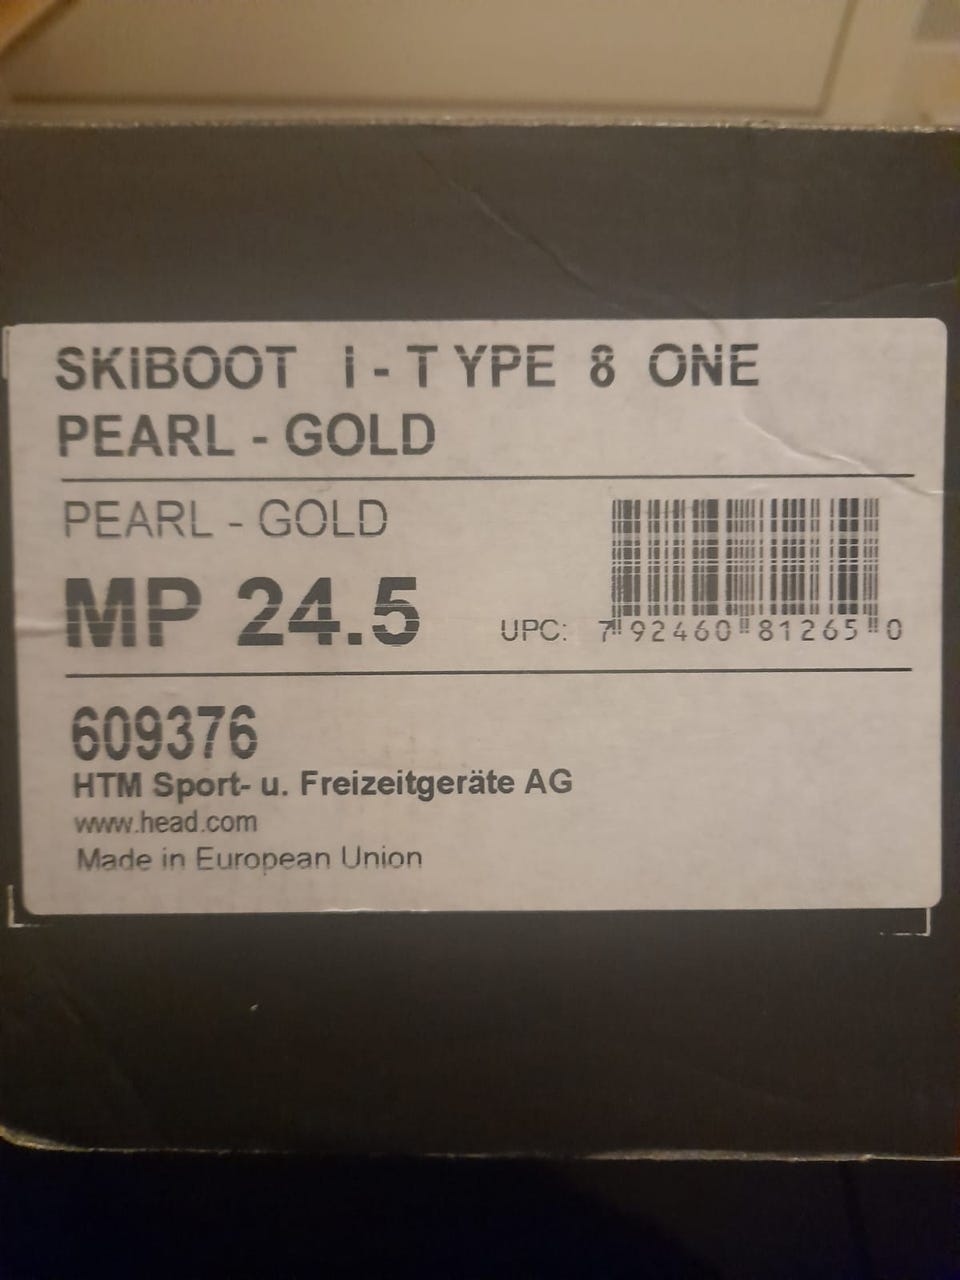 SKIBOOT I - TYPE 8 ONE
PEARL - GOLD
PEARL - GOLD
MP 24.5
UPC: 7 92460 81265 0
609376
HTM Sport- u. Freizeitgeräte AG
www.head.com
Made in European Union